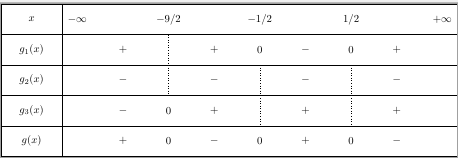 x −∞ −9/2 −1/2 1/2 +∞
g₁(x) + + 0 − 0 +
g₂(x) − − − −
g₃(x) − 0 + + +
g(x) + 0 − 0 + 0 −